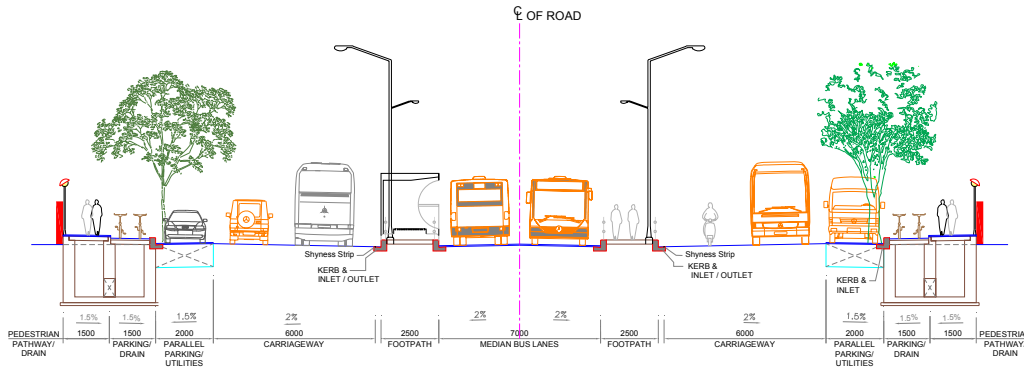 ℄ OF ROAD
Shyness Strip
KERB &
INLET / OUTLET
Shyness Strip
KERB &
INLET / OUTLET
KERB &
INLET
X
X
1.5%
1.5%
1.5%
2%
2%
2%
2%
1.5%
1.5%
1.5%
1500
1500
2000
6000
2500
7000
2500
6000
2000
1500
1500
PEDESTRIAN
PATHWAY/
DRAIN
PARKING/
DRAIN
PARALLEL
PARKING/
UTILITIES
CARRIAGEWAY
FOOTPATH
MEDIAN BUS LANES
FOOTPATH
CARRIAGEWAY
PARALLEL
PARKING/
UTILITIES
PARKING/
DRAIN
PEDESTRIA
PATHWAY/
DRAIN